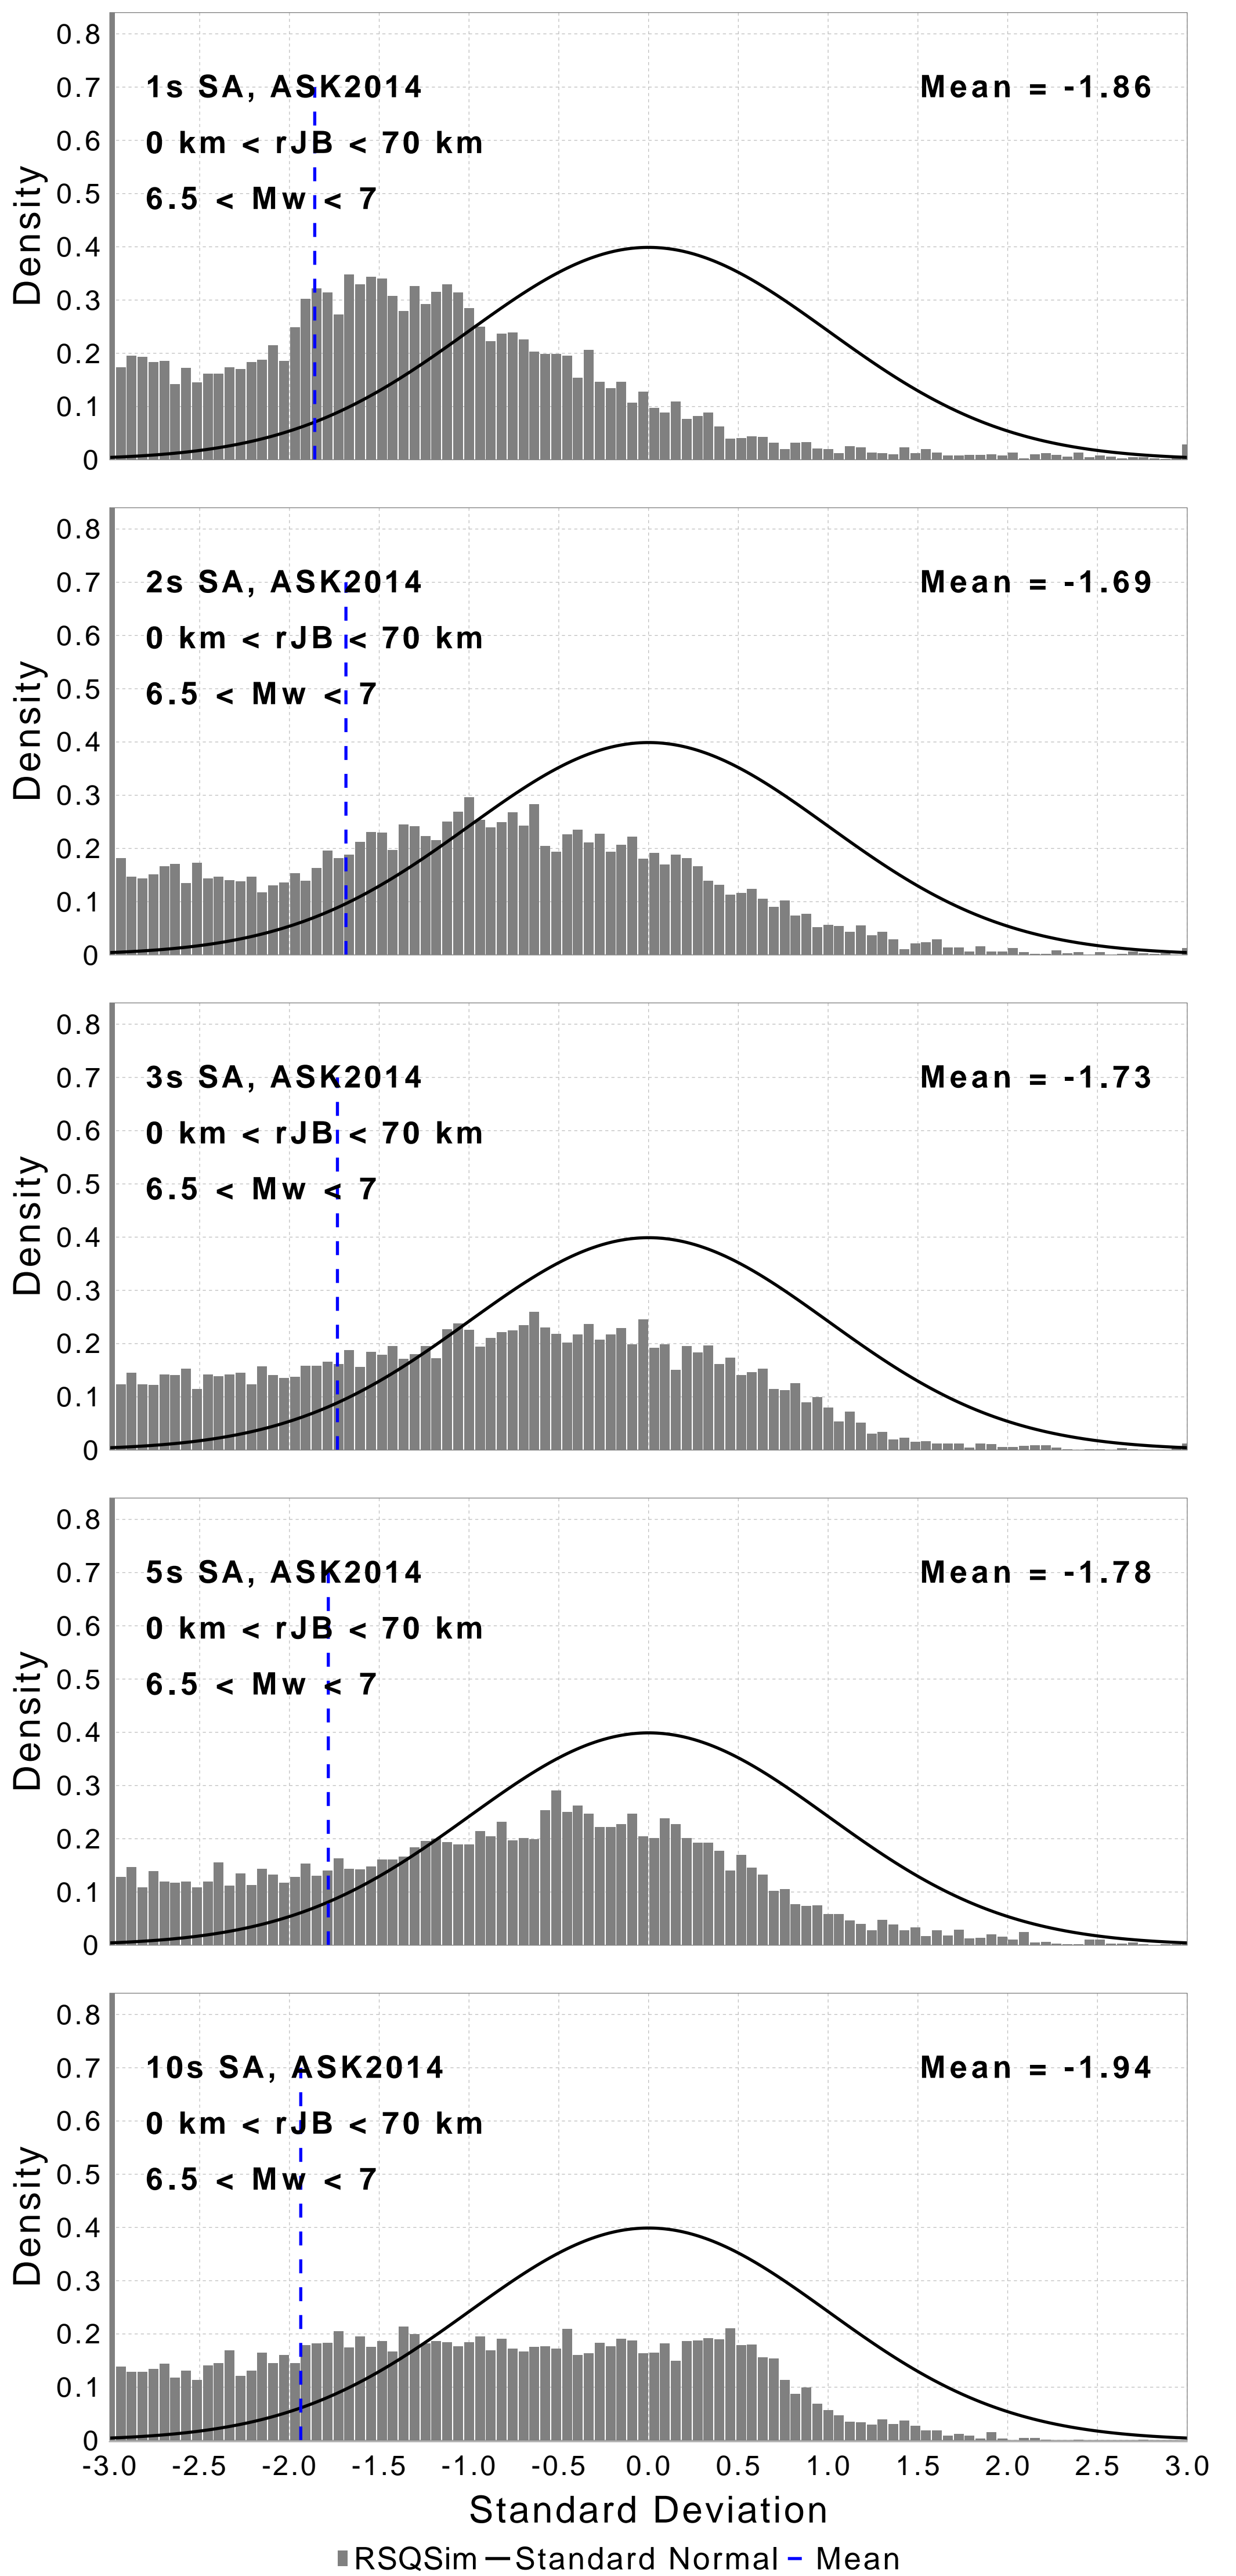 0.8
0.7
0.6
0.5
0.4
0.3
0.2
0.1
0
Density
1s SA, ASK2014
Mean = -1.86
0 km < rJB < 70 km
6.5 < Mw < 7
0.8
0.7
0.6
0.5
0.4
0.3
0.2
0.1
0
Density
2s SA, ASK2014
Mean = -1.69
0 km < rJB < 70 km
6.5 < Mw < 7
0.8
0.7
0.6
0.5
0.4
0.3
0.2
0.1
0
Density
3s SA, ASK2014
Mean = -1.73
0 km < rJB < 70 km
6.5 < Mw < 7
0.8
0.7
0.6
0.5
0.4
0.3
0.2
0.1
0
Density
5s SA, ASK2014
Mean = -1.78
0 km < rJB < 70 km
6.5 < Mw < 7
0.8
0.7
0.6
0.5
0.4
0.3
0.2
0.1
0
Density
10s SA, ASK2014
Mean = -1.94
0 km < rJB < 70 km
6.5 < Mw < 7
-3.0 -2.5 -2.0 -1.5 -1.0 -0.5 0.0 0.5 1.0 1.5 2.0 2.5 3.0
Standard Deviation
RSQSim Standard Normal Mean